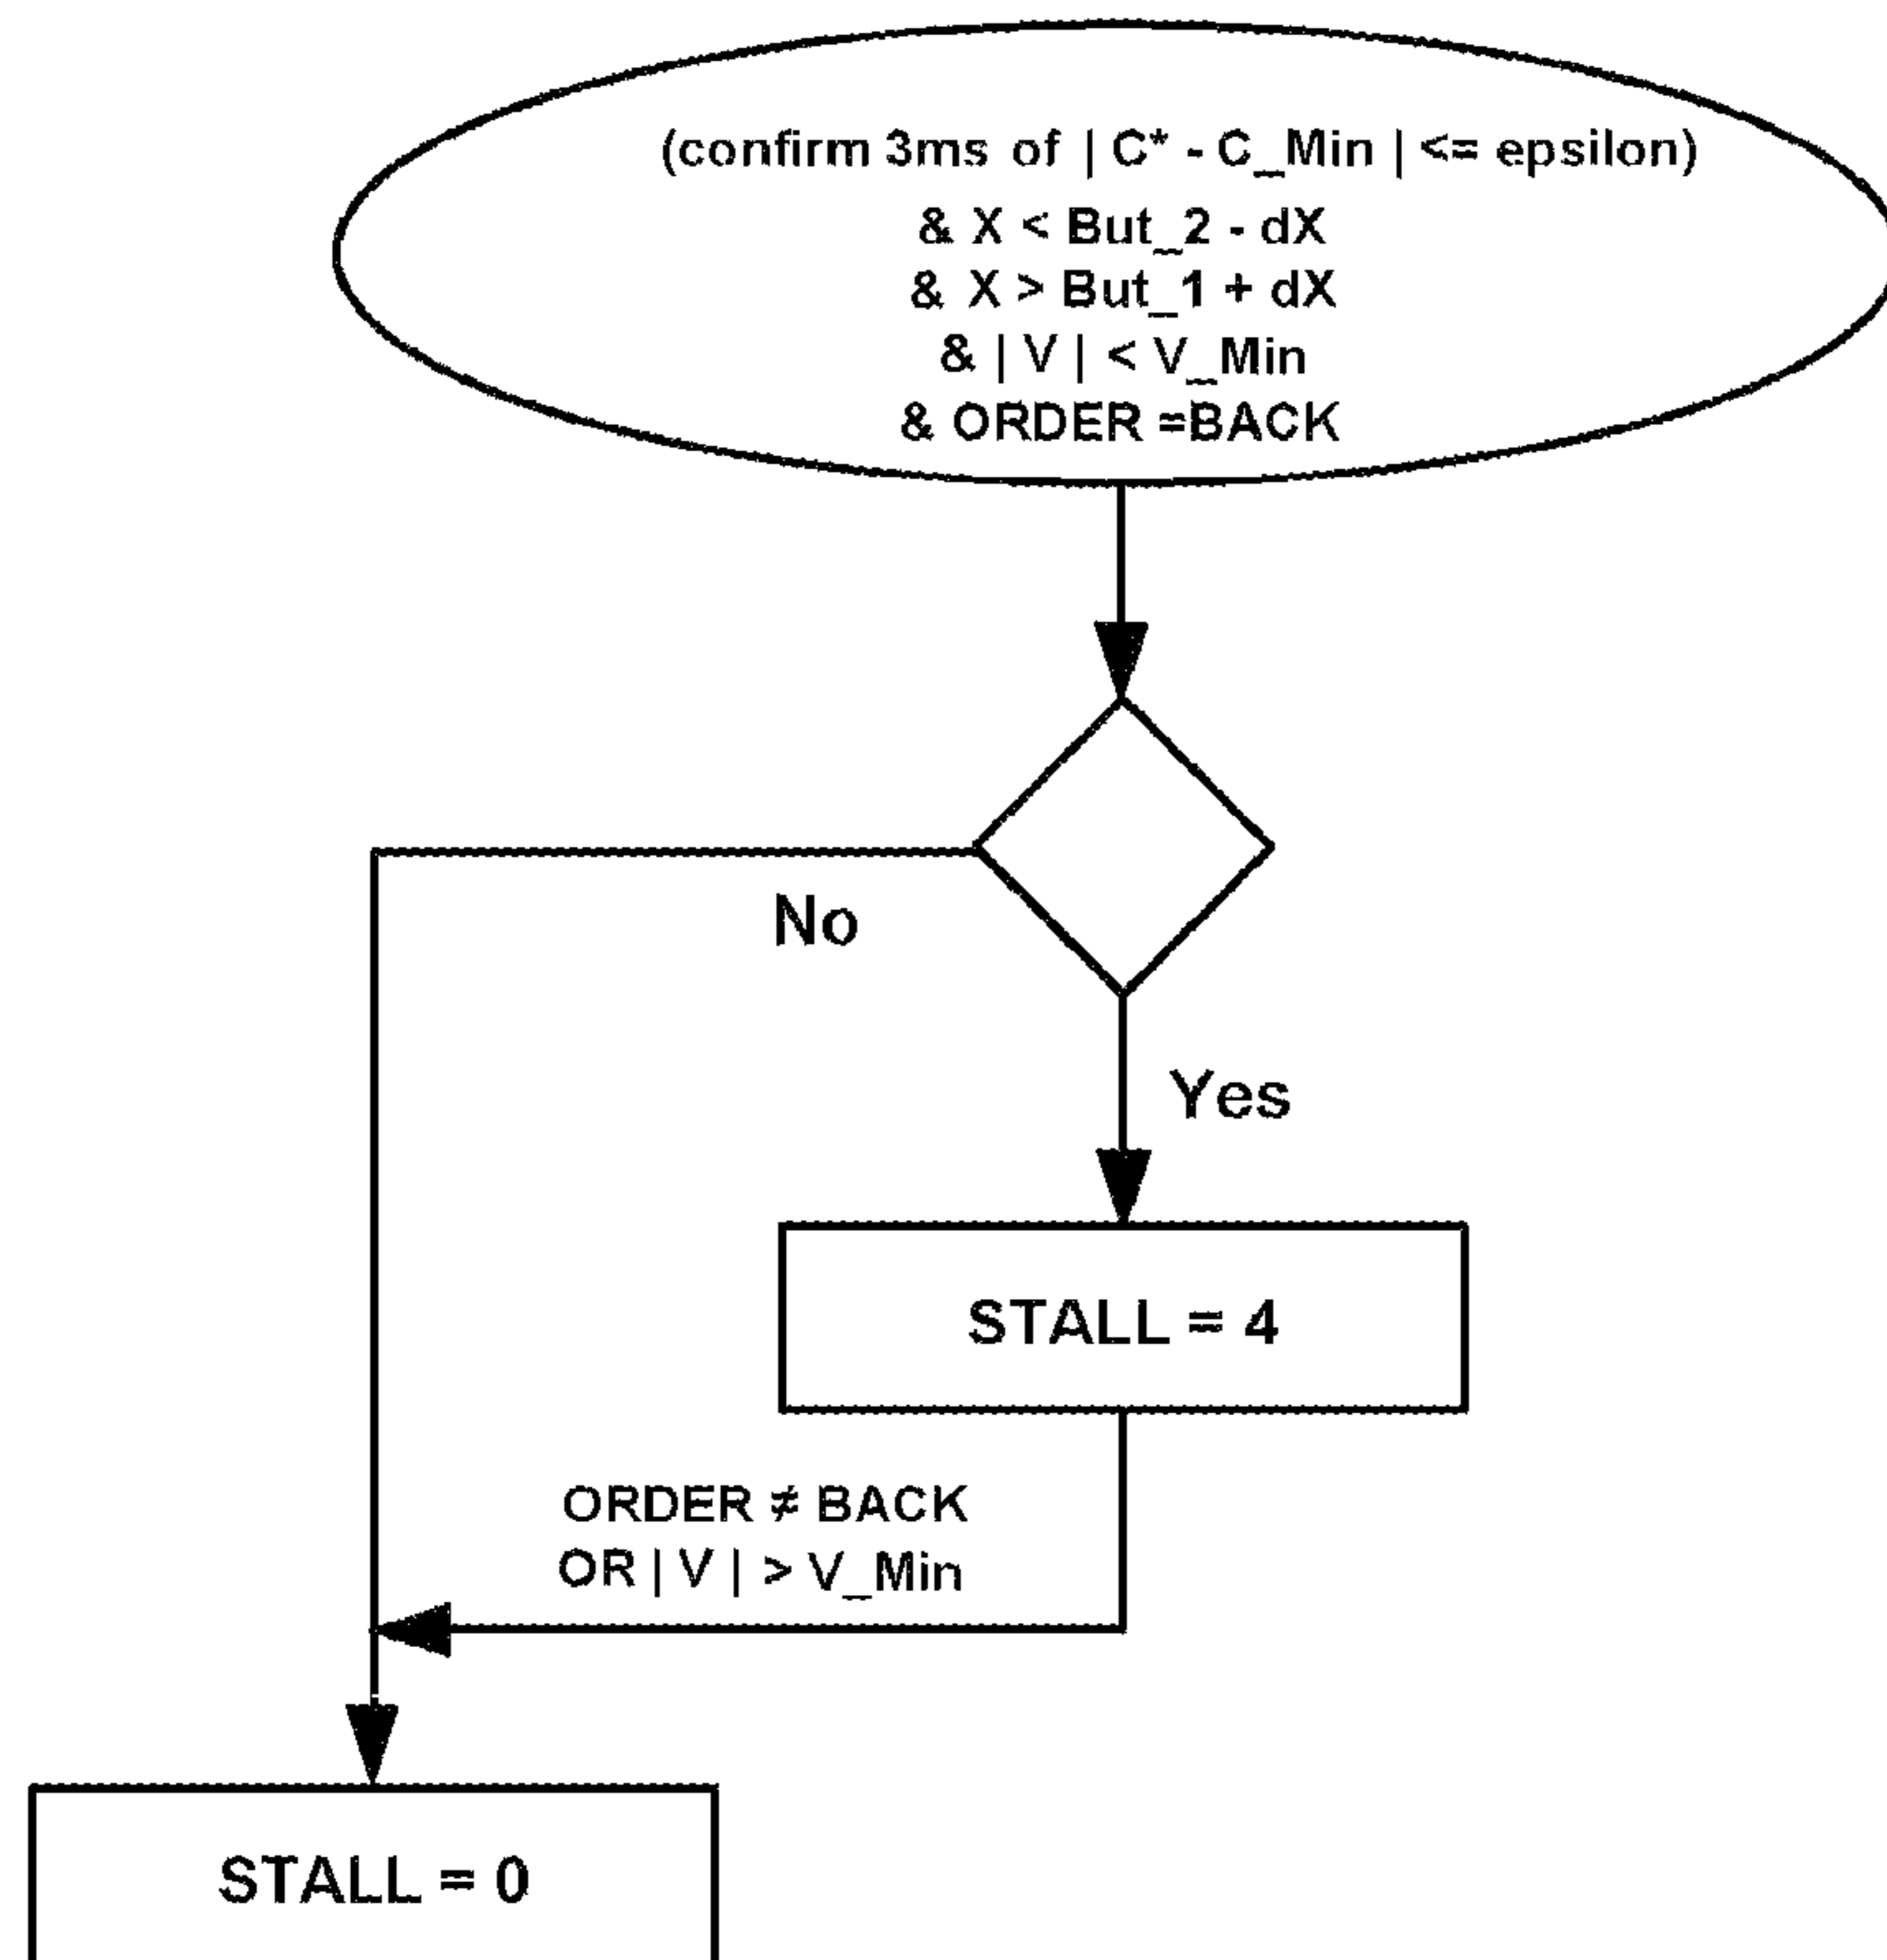 (confirm 3ms of | C* - C_Min | <= epsilon)
& X < But_2 - dX
& X > But_1 + dX
& | V | < V_Min
& ORDER =BACK
No
Yes
STALL = 4
ORDER ≠ BACK
OR | V | > V_Min
STALL = 0